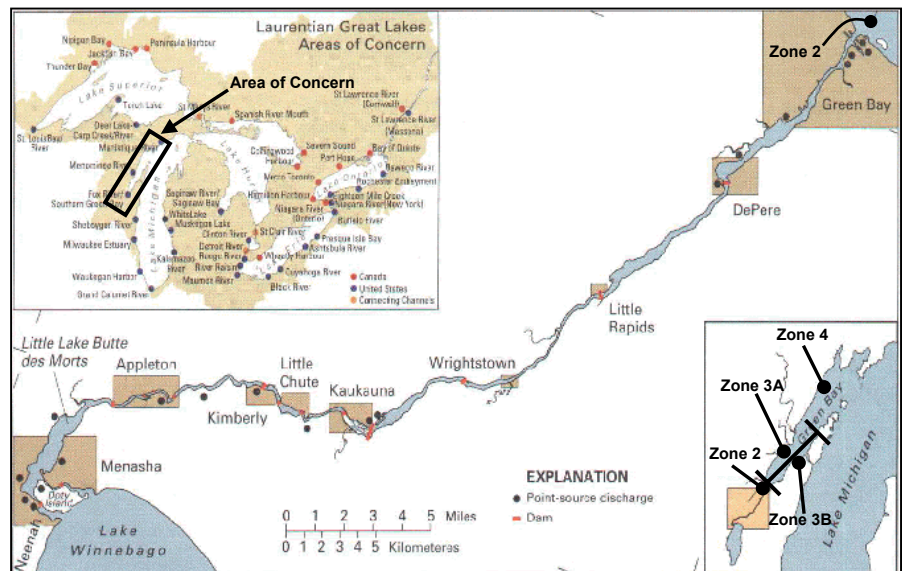 Laurentian Great Lakes
Areas of Concern
Nipigon Bay
Peninsula Harbour
Jackfish Bay
Thunder Bay
Area of Concern
Lake Superior
Torch Lake
St Marys River
Spanish River Mouth
St Lawrence River
(Cornwall)
St Lawrence River
(Massena)
St. Louis Bay/
River
Deer Lake-
Carp Creek/River
Manistique River
Menominee River
Fox River/
Southern Green Bay
Sheboygan River
Milwaukee Estuary
Waukegan Harbor
Grand Calumet River
Lake Michigan
Lake Huron
Collingwood
Harbour
Severn Sound
Port Hope
Bay of Quinte
Metro Toronto
Hamilton Harbour
Lake Ontario
Oswego River
Rochester Embayment
Eighteen Mile Creek
Niagara River (New York)
Niagara
River
(Ontario)
Buffalo River
Saginaw River/
Saginaw Bay
White Lake
Muskegon Lake
Clinton River
Kalamazoo
River
St Clair River
Detroit River
Rouge River
River Raisin
Maumee River
Wheatly Harbour
Lake Erie
Presque Isle Bay
Ashtabula River
Cuyahoga River
Black River
Canada
United States
Connecting Channels
Zone 2
Green Bay
DePere
Little
Rapids
Wrightstown
Kaukauna
Little
Chute
Kimberly
Appleton
Little Lake Butte
des Morts
Menasha
Doty
Island
Neenah
Lake
Winnebago
EXPLANATION
Point-source discharge
Dam
0 1 2 3 4 5 Miles
0 1 2 3 4 5 Kilometeres
Zone 4
Zone 3A
Green Bay
Zone 2
Zone 3B
Lake Michigan